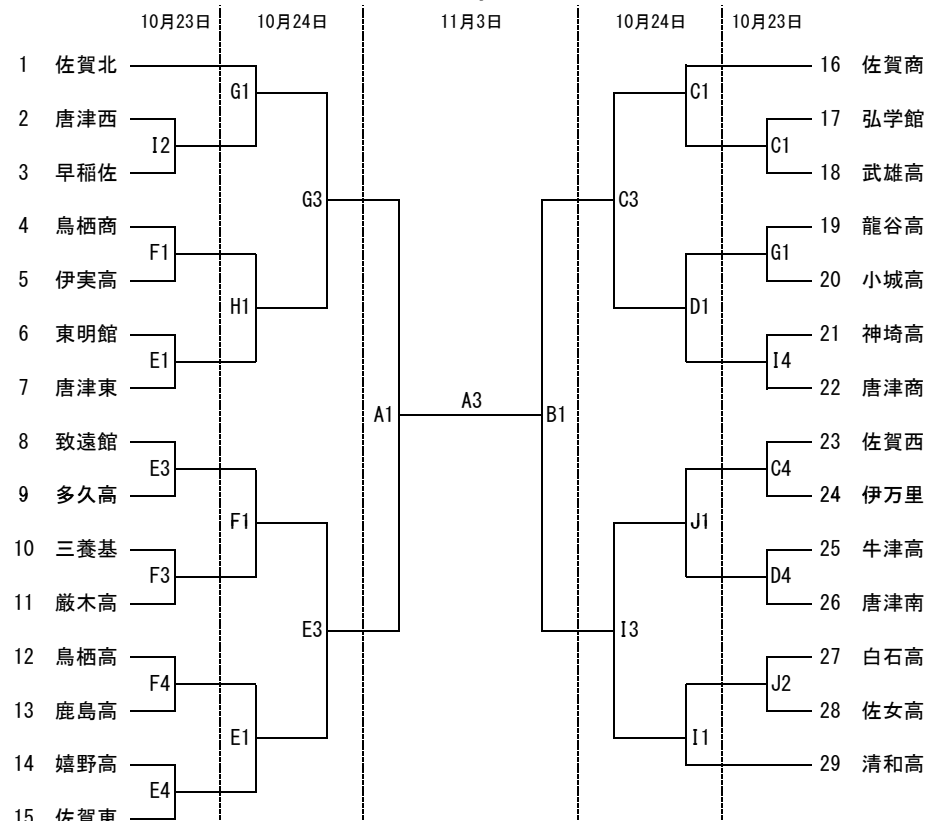 10月23日 10月24日 11月3日 10月24日 10月23日
1 佐賀北 16 佐賀商
G1 C1
2 唐津西 17 弘学館
I2 C1
3 早稲佐 18 武雄高
G3 C3
4 鳥栖商 19 龍谷高
F1 G1
5 伊実高 20 小城高
H1 D1
6 東明館 21 神埼高
E1 I4
7 唐津東 22 唐津商
A1 A3 B1
8 致遠館 23 佐賀西
E3 C4
9 多久高 24 伊万里
F1 J1
10 三養基 25 牛津高
F3 D4
11 厳木高 26 唐津南
E3 I3
12 鳥栖高 27 白石高
F4 J2
13 鹿島高 28 佐女高
E1 I1
14 嬉野高 29 清和高
E4
15 佐賀東